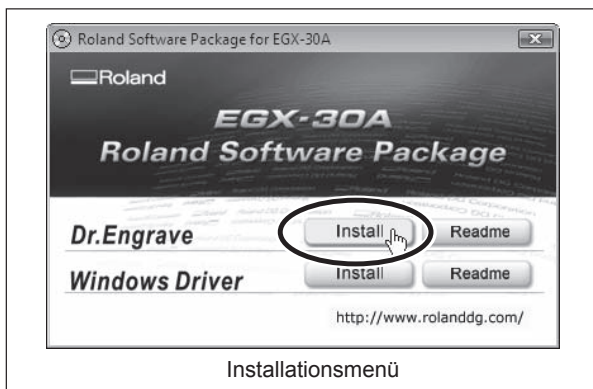 Roland Software Package for EGX-30A
Roland
EGX-30A
Roland Software Package
Dr.Engrave Install Readme
Windows Driver Install Readme
http://www.rolanddg.com/
Installationsmenü